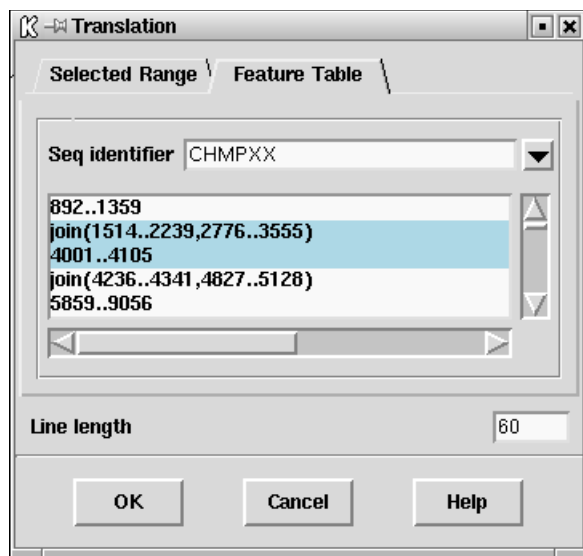 Translation
Selected Range Feature Table
Seq identifier CHMPXX
892..1359
join(1514..2239,2776..3555)
4001..4105
join(4236..4341,4827..5128)
5859..9056
Line length 60
OK Cancel Help